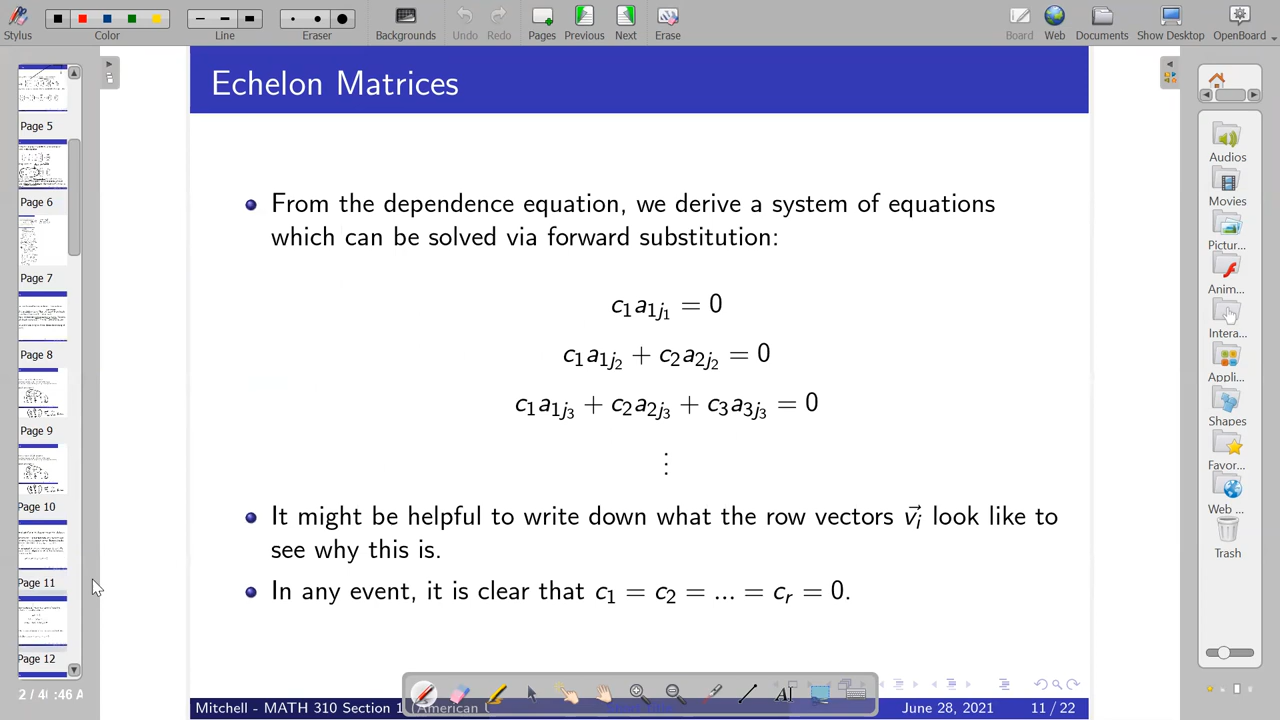 Stylus
Color
Line
Eraser
Backgrounds
Undo
Redo
Pages
Previous
Next
Erase
Board
Web
Documents
Show Desktop
OpenBoard
Page 5
Page 6
Page 7
Page 8
Page 9
Page 10
Page 11
Page 12
Echelon Matrices
From the dependence equation, we derive a system of equations
which can be solved via forward substitution:
c₁a₁ⱼ₁ = 0
c₁a₁ⱼ₂ + c₂a₂ⱼ₂ = 0
c₁a₁ⱼ₃ + c₂a₂ⱼ₃ + c₃a₃ⱼ₃ = 0
⋮
It might be helpful to write down what the row vectors v⃗ᵢ look like to
see why this is.
In any event, it is clear that c₁ = c₂ = ... = cᵣ = 0.
Mitchell - MATH 310 Section 1 (American
June 28, 2021
11 / 22
Audios
Movies
Pictur...
Anim...
Intera...
Appli...
Shapes
Favor...
Web ...
Trash